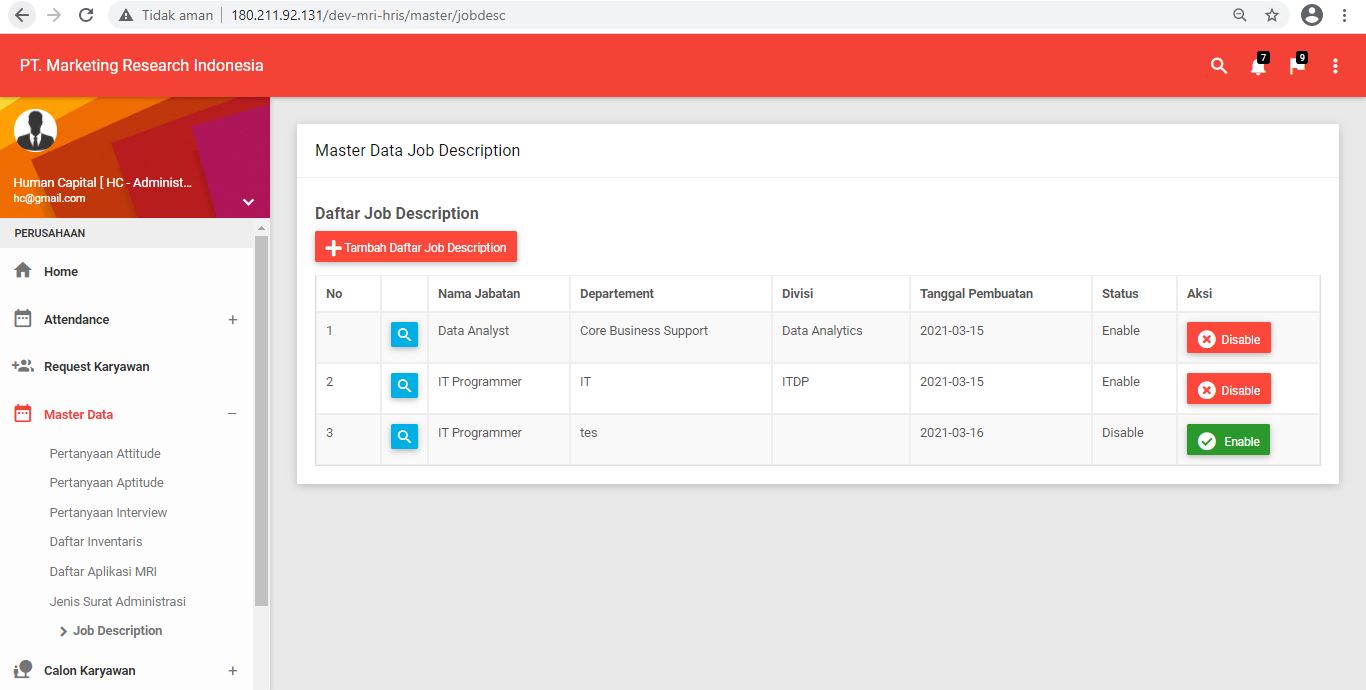 Tidak aman
180.211.92.131/dev-mri-hris/master/jobdesc
PT. Marketing Research Indonesia
7
9
Human Capital [ HC - Administ...
hc@gmail.com
PERUSAHAAN
Home
Attendance +
Request Karyawan
Master Data −
Pertanyaan Attitude
Pertanyaan Aptitude
Pertanyaan Interview
Daftar Inventaris
Daftar Aplikasi MRI
Jenis Surat Administrasi
Job Description
Calon Karyawan +
Master Data Job Description
Daftar Job Description
Tambah Daftar Job Description
No Nama Jabatan Departement Divisi Tanggal Pembuatan Status Aksi
1 Data Analyst Core Business Support Data Analytics 2021-03-15 Enable Disable
2 IT Programmer IT ITDP 2021-03-15 Enable Disable
3 IT Programmer tes 2021-03-16 Disable Enable